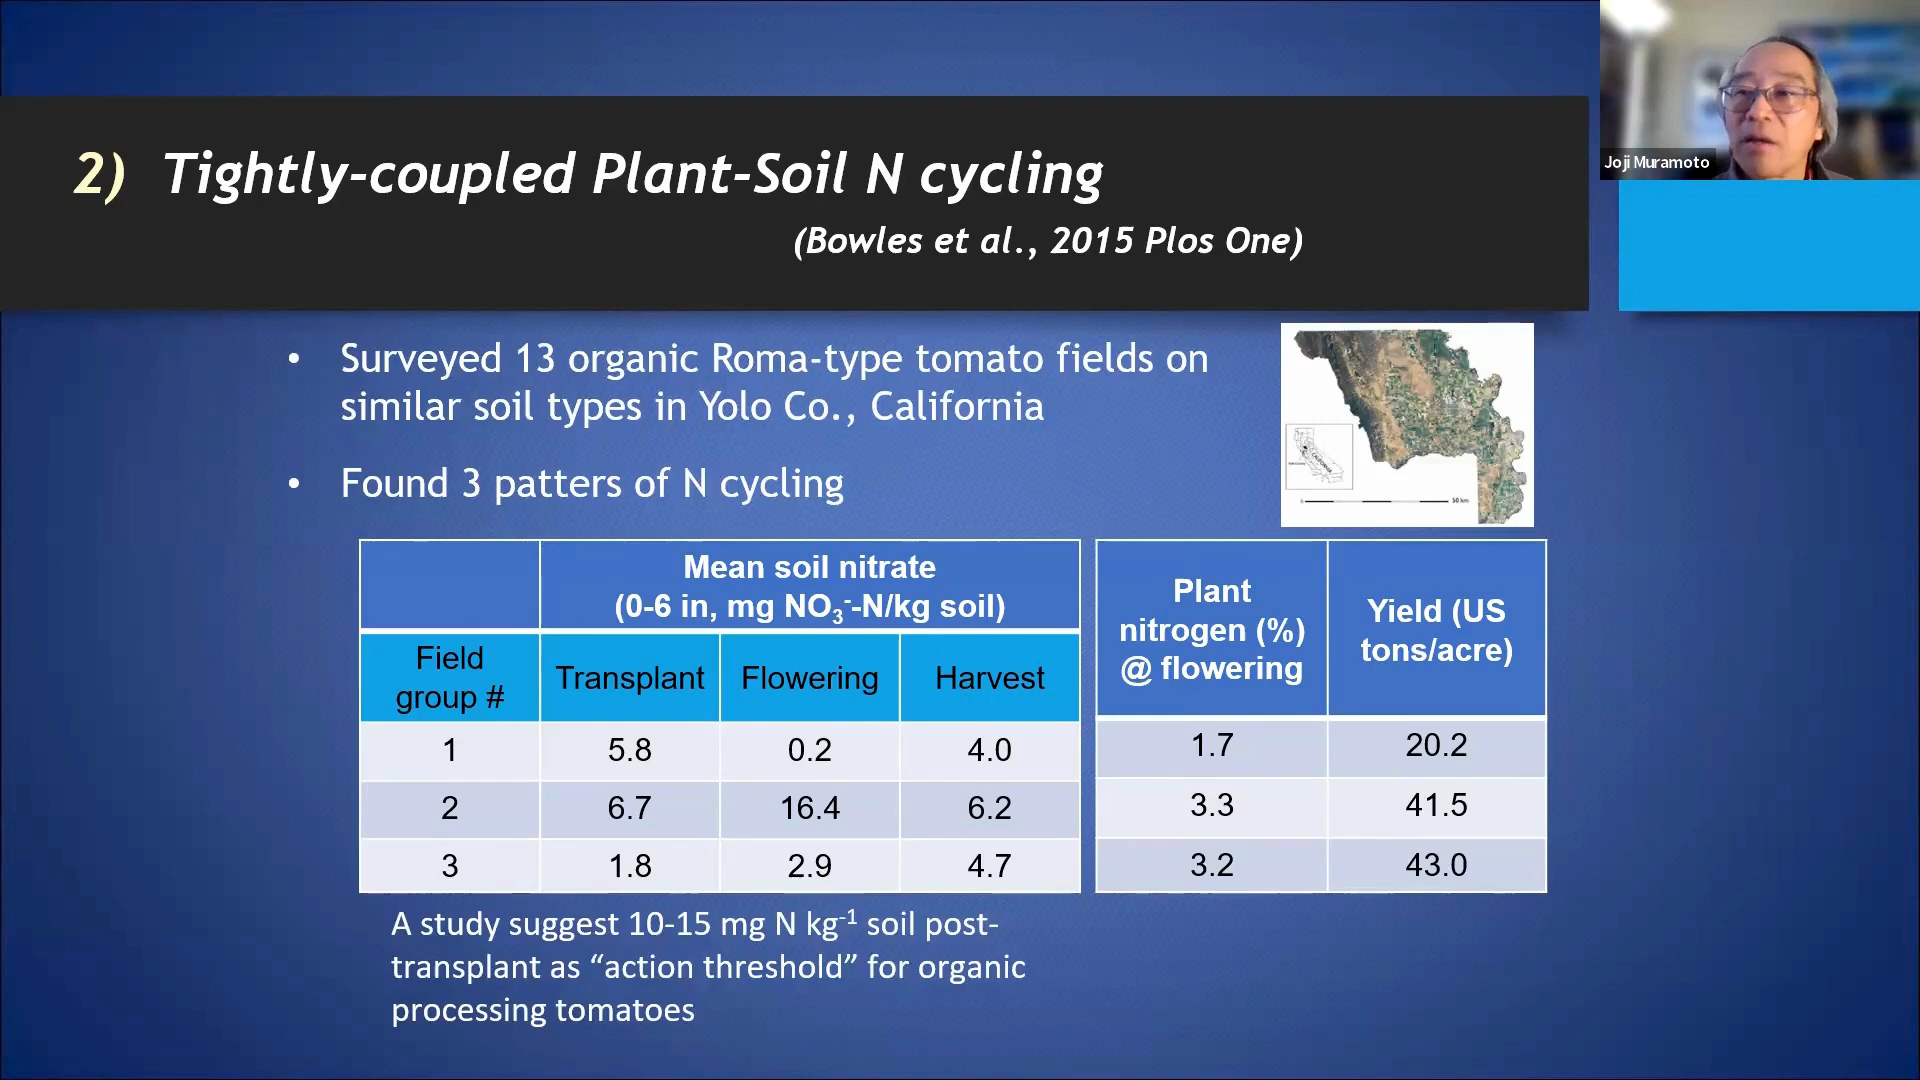 Joji Muramoto
2) Tightly-coupled Plant-Soil N cycling
(Bowles et al., 2015 Plos One)
• Surveyed 13 organic Roma-type tomato fields on
similar soil types in Yolo Co., California
• Found 3 patters of N cycling
CALIFORNIA
0 50 km
Mean soil nitrate
(0-6 in, mg NO₃⁻-N/kg soil)
Field
group # Transplant Flowering Harvest
1 5.8 0.2 4.0
2 6.7 16.4 6.2
3 1.8 2.9 4.7
Plant
nitrogen (%)
@ flowering
Yield (US
tons/acre)
1.7 20.2
3.3 41.5
3.2 43.0
A study suggest 10-15 mg N kg⁻¹ soil post-
transplant as “action threshold” for organic
processing tomatoes